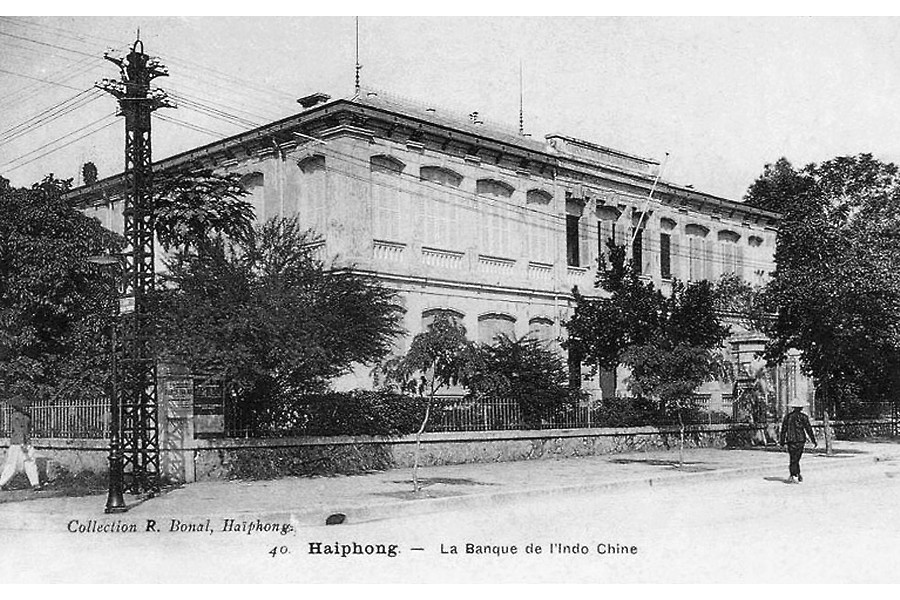 Collection R. Bonal, Haïphong.
40. Haiphong. — La Banque de l'Indo Chine